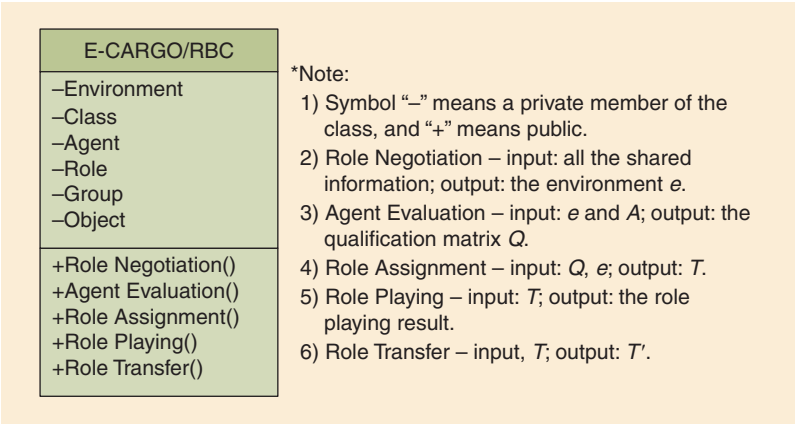 E-CARGO/RBC
–Environment
–Class
–Agent
–Role
–Group
–Object
+Role Negotiation()
+Agent Evaluation()
+Role Assignment()
+Role Playing()
+Role Transfer()
*Note:
1) Symbol “–” means a private member of the
class, and “+” means public.
2) Role Negotiation – input: all the shared
information; output: the environment e.
3) Agent Evaluation – input: e and A; output: the
qualification matrix Q.
4) Role Assignment – input: Q, e; output: T.
5) Role Playing – input: T; output: the role
playing result.
6) Role Transfer – input, T; output: T′.